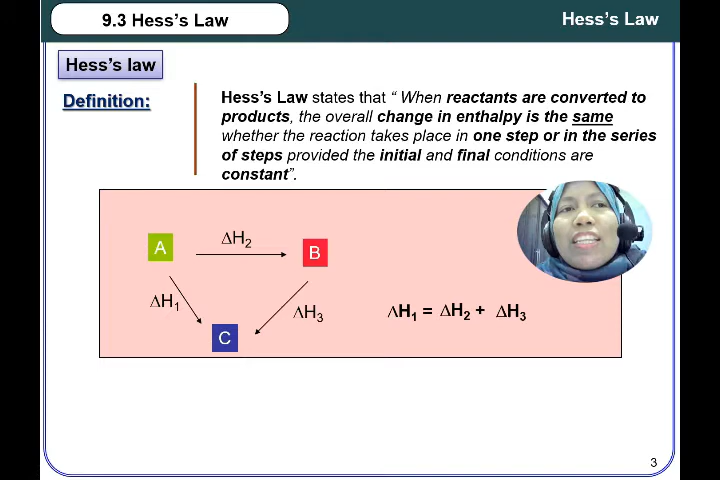 9.3 Hess's Law
Hess's Law
Hess's law
Definition:
Hess's Law states that “ When reactants are converted to
products, the overall change in enthalpy is the same
whether the reaction takes place in one step or in the series
of steps provided the initial and final conditions are
constant”.
A
ΔH2
B
ΔH1
ΔH3
ΔH1 = ΔH2 + ΔH3
C
3